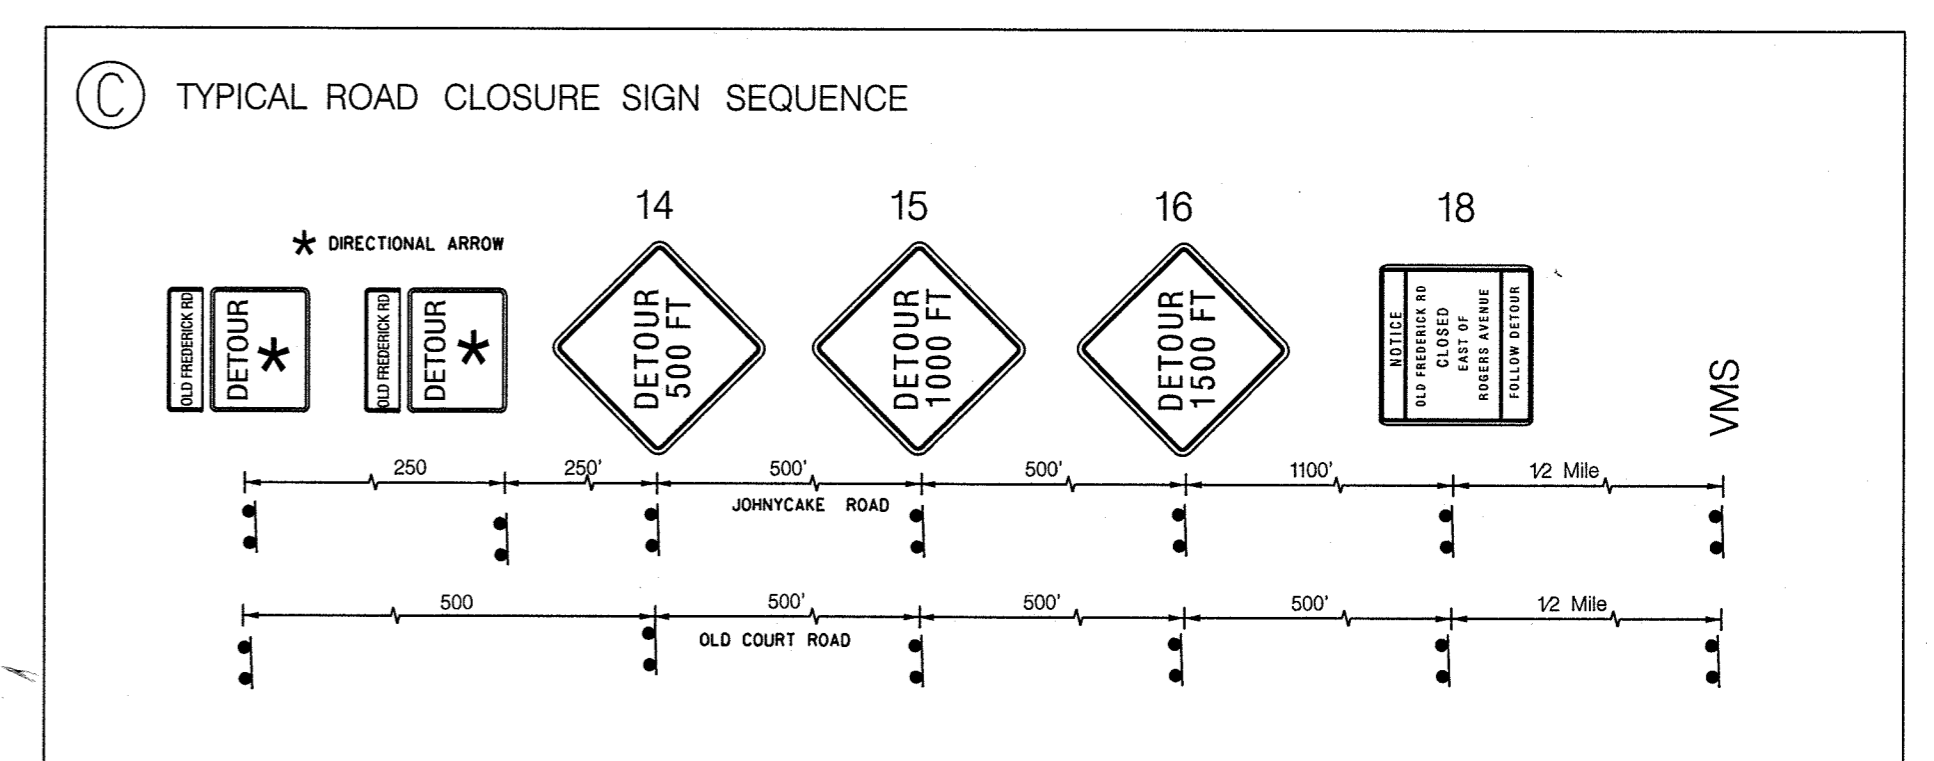 C TYPICAL ROAD CLOSURE SIGN SEQUENCE
14
15
16
18
* DIRECTIONAL ARROW
OLD FREDERICK RD
DETOUR
*
OLD FREDERICK RD
DETOUR
*
DETOUR
500 FT
DETOUR
1000 FT
DETOUR
1500 FT
NOTICE
OLD FREDERICK RD
CLOSED
EAST OF
ROGERS AVENUE
FOLLOW DETOUR
VMS
250 250' 500' 500' 1100' 1/2 Mile
JOHNYCAKE ROAD
500 500' 500' 500' 1/2 Mile
OLD COURT ROAD